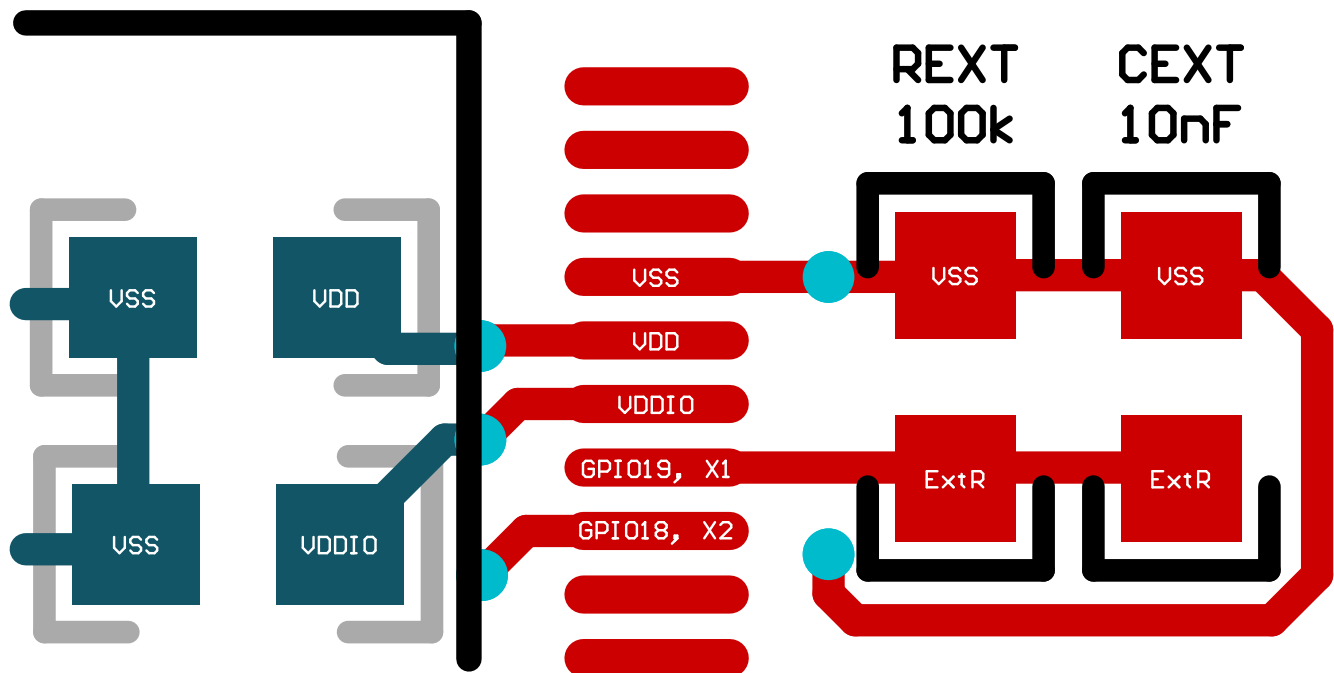 REXT
100k
CEXT
10nF
VSS
VDD
VSS
VDDIO
VSS
VDD
VDDIO
GPIO19, X1
GPIO18, X2
VSS
VSS
ExtR
ExtR